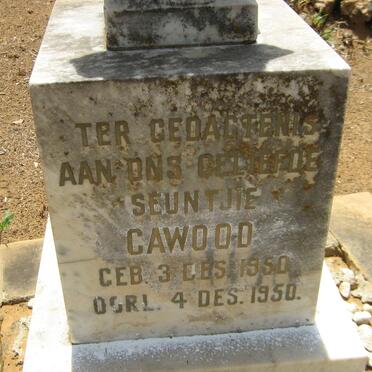 TER GEDAGTENIS
AAN ONS GELIEFDE
SEUNTJIE
CAWOOD
GEB. 3 DES. 1950
OORL. 4 DES. 1950.